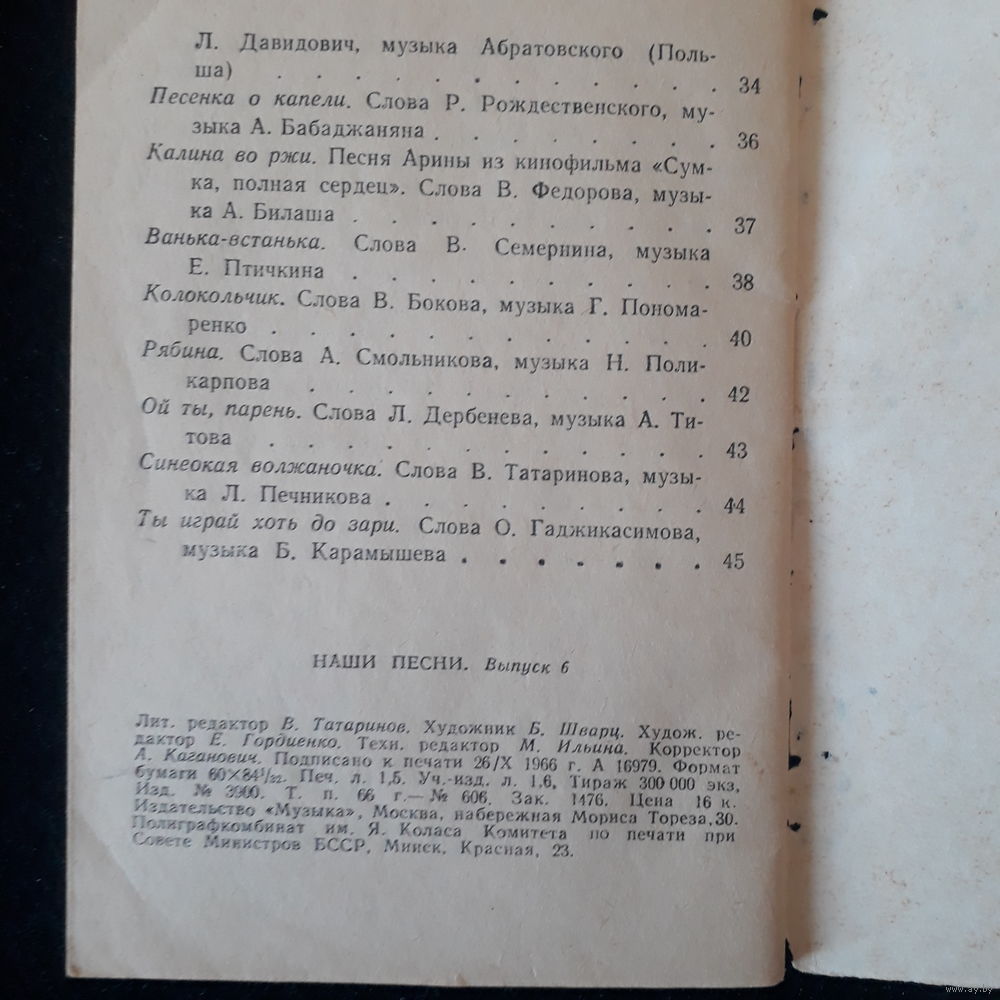 Л. Давидович, музыка Абратовского (Поль-
ша) . . . . . . . . . . . 34
Песенка о капели. Слова Р. Рождественского, му-
зыка А. Бабаджаняна . . . . . . . . 36
Калина во ржи. Песня Арины из кинофильма «Сум-
ка, полная сердец». Слова В. Федорова, музы-
ка А. Билаша . . . . . . . . . . 37
Ванька-встанька. Слова В. Семернина, музыка
Е. Птичкина . . . . . . . . . . 38
Колокольчик. Слова В. Бокова, музыка Г. Понома-
ренко . . . . . . . . . . . . 40
Рябина. Слова А. Смольникова, музыка Н. Поли-
карпова . . . . . . . . . . . 42
Ой ты, парень. Слова Л. Дербенева, музыка А. Ти-
това . . . . . . . . . . . . 43
Синеокая волжаночка. Слова В. Татаринова, музы-
ка Л. Печникова . . . . . . . . . 44
Ты играй хоть до зари. Слова О. Гаджикасимова,
музыка Б. Карамышева . . . . . . . 45
НАШИ ПЕСНИ. Выпуск 6
Лит. редактор В. Татаринов. Художник Б. Шварц. Худож. ре-
дактор Е. Гордиенко. Техн. редактор М. Ильина. Корректор
А. Каганович. Подписано к печати 26/X 1966 г. А 16979. Формат
бумаги 60×84¹/₃₂. Печ. л. 1,5. Уч.-изд. л. 1,6. Тираж 300 000 экз.
Изд. № 3900. Т. п. 66 г.—№ 606. Зак. 1476. Цена 16 к.
Издательство «Музыка», Москва, набережная Мориса Тореза, 30.
Полиграфкомбинат им. Я. Коласа Комитета по печати при
Совете Министров БССР, Минск, Красная, 23.
www.ay.by